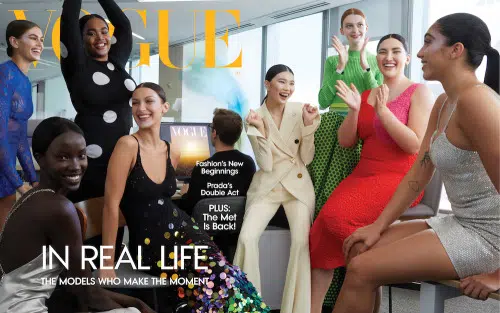 VOGUE
VOGUE
Fashion's New
Beginnings
Prada's
Double Act
PLUS:
The Met
Is Back!
IN REAL LIFE
THE MODELS WHO MAKE THE MOMENT